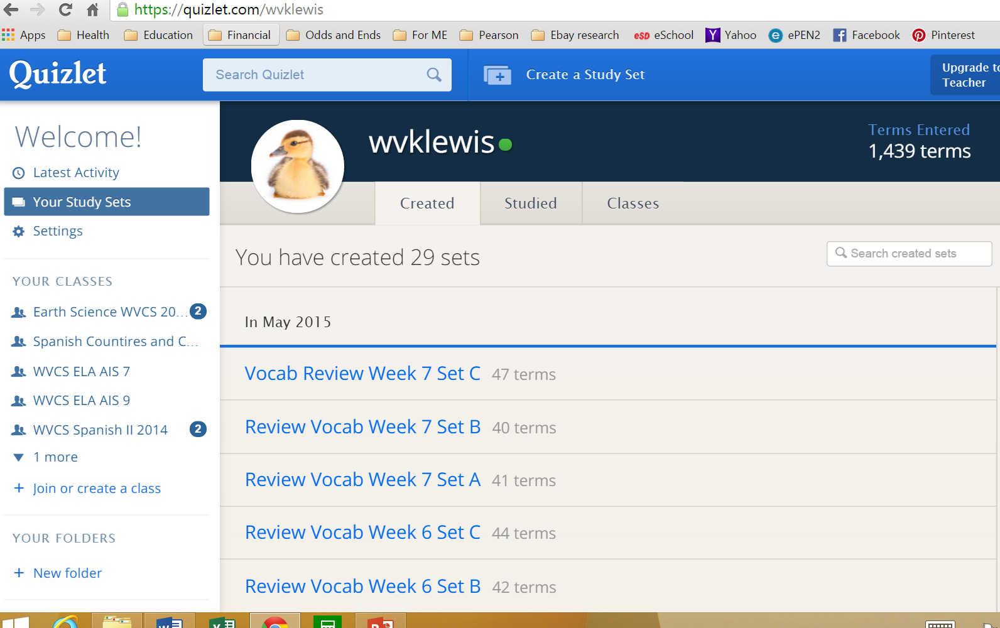 https://quizlet.com/wvklewis
Apps Health Education Financial Odds and Ends For ME Pearson Ebay research esD eSchool Y Yahoo e ePEN2 f Facebook Pinterest
Quizlet
Search Quizlet
Create a Study Set
Upgrade to
Teacher
Welcome!
Latest Activity
Your Study Sets
Settings
YOUR CLASSES
Earth Science WVCS 20... 2
Spanish Countires and C...
WVCS ELA AIS 7
WVCS ELA AIS 9
WVCS Spanish II 2014 2
1 more
+ Join or create a class
YOUR FOLDERS
+ New folder
wvklewis
Terms Entered
1,439 terms
Created Studied Classes
You have created 29 sets
Search created sets
In May 2015
Vocab Review Week 7 Set C 47 terms
Review Vocab Week 7 Set B 40 terms
Review Vocab Week 7 Set A 41 terms
Review Vocab Week 6 Set C 44 terms
Review Vocab Week 6 Set B 42 terms